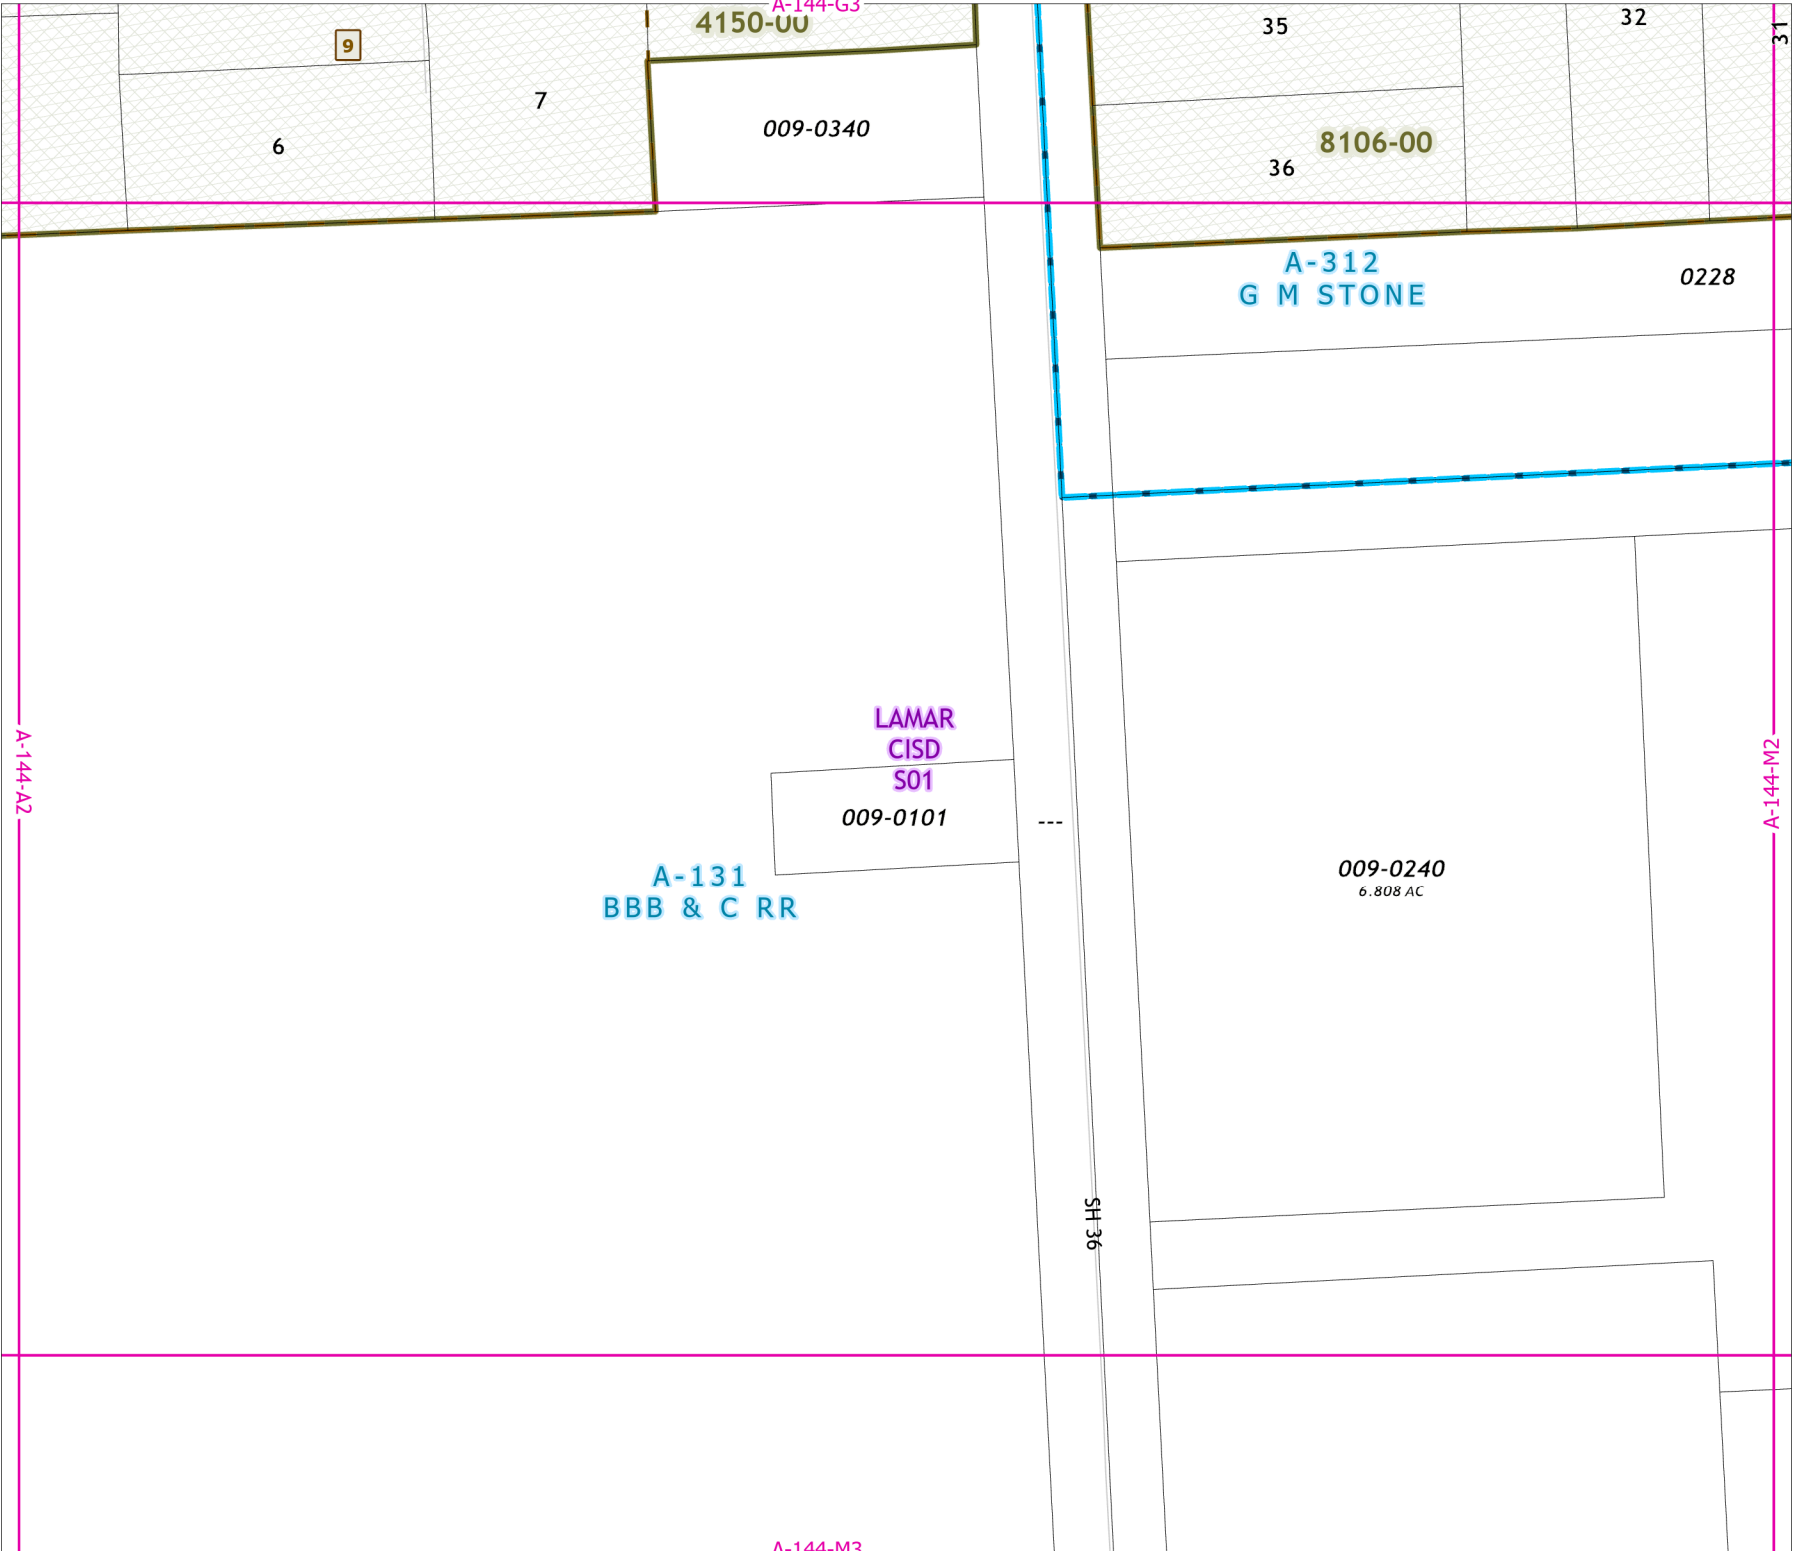 A-144-G3
4150-00
35
32
31
9
7
009-0340
6
8106-00
36
A-312
G M STONE
0228
LAMAR
CISD
S01
A-144-A2
A-144-M2
009-0101
---
A-131
BBB & C RR
009-0240
6.808 AC
SH 36
A-144-M3